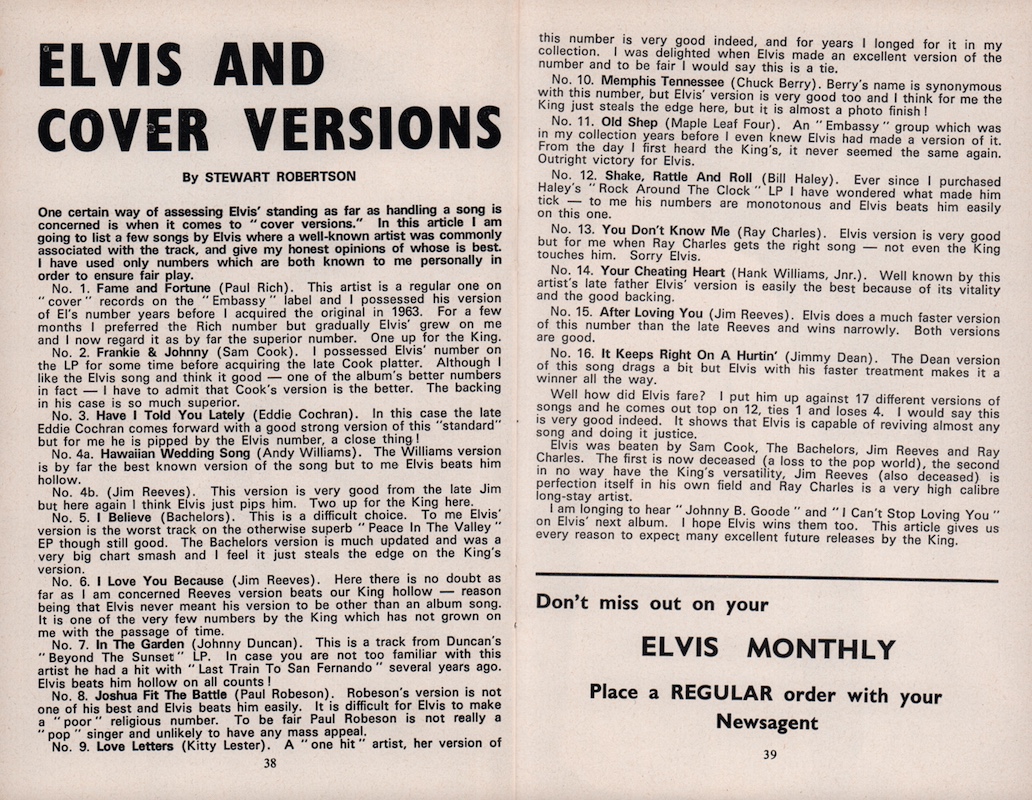 ELVIS AND
COVER VERSIONS
By STEWART ROBERTSON
One certain way of assessing Elvis' standing as far as handling a song is
concerned is when it comes to "cover versions." In this article I am
going to list a few songs by Elvis where a well-known artist was commonly
associated with the track, and give my honest opinions of whose is best.
I have used only numbers which are both known to me personally in
order to ensure fair play.
No. 1. Fame and Fortune (Paul Rich). This artist is a regular one on
"cover" records on the "Embassy" label and I possessed his version
of El's number years before I acquired the original in 1963. For a few
months I preferred the Rich number but gradually Elvis' grew on me
and I now regard it as by far the superior number. One up for the King.
No. 2. Frankie & Johnny (Sam Cook). I possessed Elvis' number on
the LP for some time before acquiring the late Cook platter. Although I
like the Elvis song and think it good — one of the album's better numbers
in fact — I have to admit that Cook's version is the better. The backing
in his case is so much superior.
No. 3. Have I Told You Lately (Eddie Cochran). In this case the late
Eddie Cochran comes forward with a good strong version of this "standard"
but for me he is pipped by the Elvis number, a close thing!
No. 4a. Hawaiian Wedding Song (Andy Williams). The Williams version
is by far the best known version of the song but to me Elvis beats him
hollow.
No. 4b. (Jim Reeves). This version is very good from the late Jim
but here again I think Elvis just pips him. Two up for the King here.
No. 5. I Believe (Bachelors). This is a difficult choice. To me Elvis'
version is the worst track on the otherwise superb "Peace In The Valley"
EP though still good. The Bachelors version is much updated and was a
very big chart smash and I feel it just steals the edge on the King's
version.
No. 6. I Love You Because (Jim Reeves). Here there is no doubt as
far as I am concerned Reeves version beats our King hollow — reason
being that Elvis never meant his version to be other than an album song.
It is one of the very few numbers by the King which has not grown on
me with the passage of time.
No. 7. In The Garden (Johnny Duncan). This is a track from Duncan's
"Beyond The Sunset" LP. In case you are not too familiar with this
artist he had a hit with "Last Train To San Fernando" several years ago.
Elvis beats him hollow on all counts!
No. 8. Joshua Fit The Battle (Paul Robeson). Robeson's version is not
one of his best and Elvis beats him easily. It is difficult for Elvis to make
a "poor" religious number. To be fair Paul Robeson is not really a
"pop" singer and unlikely to have any mass appeal.
No. 9. Love Letters (Kitty Lester). A "one hit" artist, her version of
38
this number is very good indeed, and for years I longed for it in my
collection. I was delighted when Elvis made an excellent version of the
number and to be fair I would say this is a tie.
No. 10. Memphis Tennessee (Chuck Berry). Berry's name is synonymous
with this number, but Elvis' version is very good too and I think for me the
King just steals the edge here, but it is almost a photo finish!
No. 11. Old Shep (Maple Leaf Four). An "Embassy" group which was
in my collection years before I even knew Elvis had made a version of it.
From the day I first heard the King's, it never seemed the same again.
Outright victory for Elvis.
No. 12. Shake, Rattle And Roll (Bill Haley). Ever since I purchased
Haley's "Rock Around The Clock" LP I have wondered what made him
tick — to me his numbers are monotonous and Elvis beats him easily
on this one.
No. 13. You Don't Know Me (Ray Charles). Elvis version is very good
but for me when Ray Charles gets the right song — not even the King
touches him. Sorry Elvis.
No. 14. Your Cheating Heart (Hank Williams, Jnr.). Well known by this
artist's late father Elvis' version is easily the best because of its vitality
and the good backing.
No. 15. After Loving You (Jim Reeves). Elvis does a much faster version
of this number than the late Reeves and wins narrowly. Both versions
are good.
No. 16. It Keeps Right On A Hurtin' (Jimmy Dean). The Dean version
of this song drags a bit but Elvis with his faster treatment makes it a
winner all the way.
Well how did Elvis fare? I put him up against 17 different versions of
songs and he comes out top on 12, ties 1 and loses 4. I would say this
is very good indeed. It shows that Elvis is capable of reviving almost any
song and doing it justice.
Elvis was beaten by Sam Cook, The Bachelors, Jim Reeves and Ray
Charles. The first is now deceased (a loss to the pop world), the second
in no way have the King's versatility, Jim Reeves (also deceased) is
perfection itself in his own field and Ray Charles is a very high calibre
long-stay artist.
I am longing to hear "Johnny B. Goode" and "I Can't Stop Loving You"
on Elvis' next album. I hope Elvis wins them too. This article gives us
every reason to expect many excellent future releases by the King.
Don't miss out on your
ELVIS MONTHLY
Place a REGULAR order with your
Newsagent
39